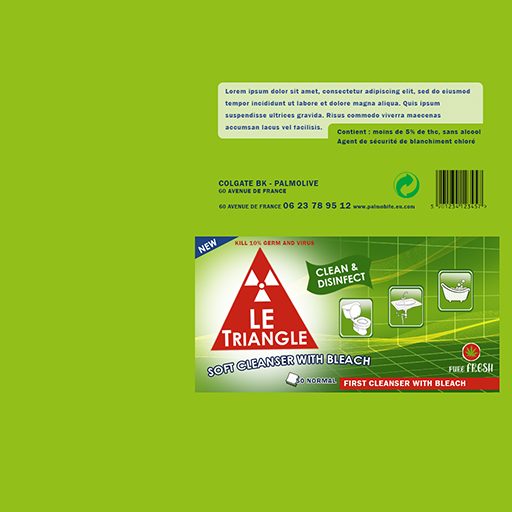 Lorem ipsum dolor sit amet, consectetur adipiscing elit, sed do eiusmod
tempor incididunt ut labore et dolore magna aliqua. Quis ipsum
suspendisse ultrices gravida. Risus commodo viverra maecenas
accumsan lacus vel facilisis.
Contient : moins de 5% de thc, sans alcool
Agent de sécurité de blanchiment chloré
COLGATE BK - PALMOLIVE
60 AVENUE DE FRANCE
60 AVENUE DE FRANCE 06 23 78 95 12 www.palmobite.eu.com
5 901234 123457 >
NEW
KILL 10% GERM AND VIRUS
CLEAN &
DISINFECT
LE
TRIANGLE
SOFT CLEANSER WITH BLEACH
50 NORMAL
FIRST CLEANSER WITH BLEACH
PURE FRESH